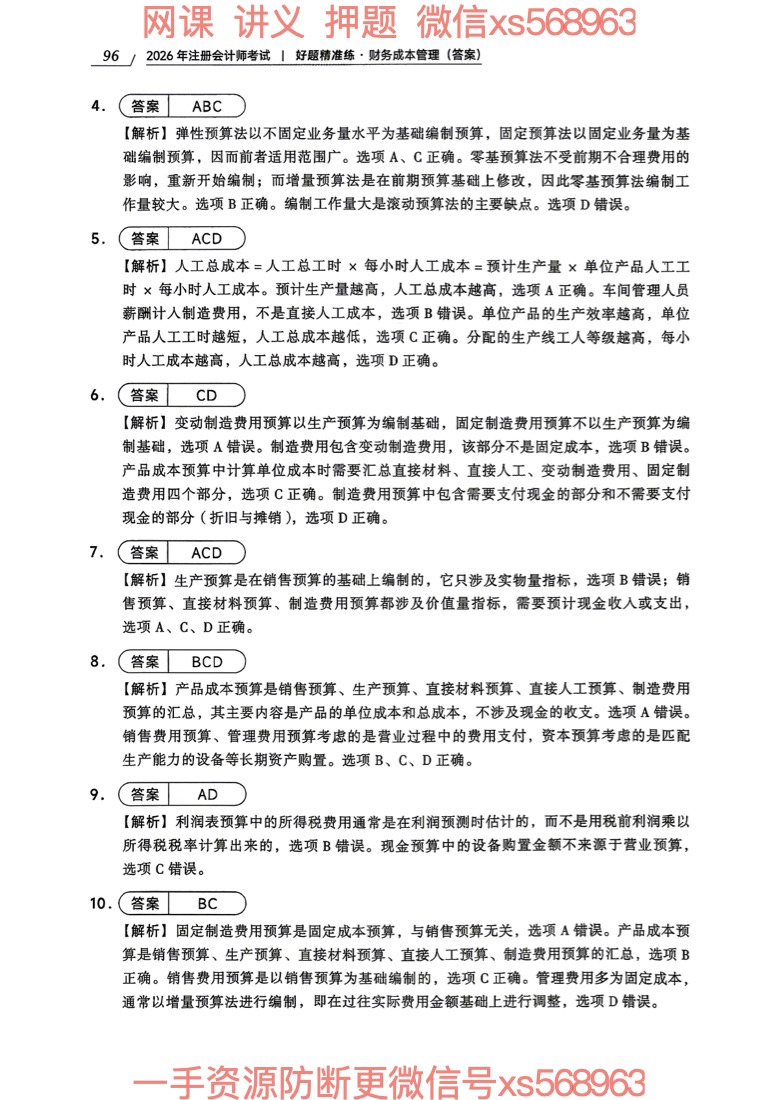 网课 讲义 押题 微信xs568963
96 / 2026年注册会计师考试 | 好题精准练·财务成本管理（答案）
4. 答案 ABC
【解析】弹性预算法以不固定业务量水平为基础编制预算，固定预算法以固定业务量为基
础编制预算，因而前者适用范围广。选项 A、C 正确。零基预算法不受前期不合理费用的
影响，重新开始编制；而增量预算法是在前期预算基础上修改，因此零基预算法编制工
作量较大。选项 B 正确。编制工作量大是滚动预算法的主要缺点。选项 D 错误。
5. 答案 ACD
【解析】人工总成本 = 人工总工时 × 每小时人工成本 = 预计生产量 × 单位产品人工工
时 × 每小时人工成本。预计生产量越高，人工总成本越高，选项 A 正确。车间管理人员
薪酬计入制造费用，不是直接人工成本，选项 B 错误。单位产品的生产效率越高，单位
产品人工工时越短，人工总成本越低，选项 C 正确。分配的生产线工人等级越高，每小
时人工成本越高，人工总成本越高，选项 D 正确。
6. 答案 CD
【解析】变动制造费用预算以生产预算为编制基础，固定制造费用预算不以生产预算为编
制基础，选项 A 错误。制造费用包含变动制造费用，该部分不是固定成本，选项 B 错误。
产品成本预算中计算单位成本时需要汇总直接材料、直接人工、变动制造费用、固定制
造费用四个部分，选项 C 正确。制造费用预算中包含需要支付现金的部分和不需要支付
现金的部分（折旧与摊销），选项 D 正确。
7. 答案 ACD
【解析】生产预算是在销售预算的基础上编制的，它只涉及实物量指标，选项 B 错误；销
售预算、直接材料预算、制造费用预算都涉及价值量指标，需要预计现金收入或支出，
选项 A、C、D 正确。
8. 答案 BCD
【解析】产品成本预算是销售预算、生产预算、直接材料预算、直接人工预算、制造费用
预算的汇总，其主要内容是产品的单位成本和总成本，不涉及现金的收支。选项 A 错误。
销售费用预算、管理费用预算考虑的是营业过程中的费用支付，资本预算考虑的是匹配
生产能力的设备等长期资产购置。选项 B、C、D 正确。
9. 答案 AD
【解析】利润表预算中的所得税费用通常是在利润预测时估计的，而不是用税前利润乘以
所得税税率计算出来的，选项 B 错误。现金预算中的设备购置金额不来源于营业预算，
选项 C 错误。
10. 答案 BC
【解析】固定制造费用预算是固定成本预算，与销售预算无关，选项 A 错误。产品成本预
算是销售预算、生产预算、直接材料预算、直接人工预算、制造费用预算的汇总，选项 B
正确。销售费用预算是以销售预算为基础编制的，选项 C 正确。管理费用多为固定成本，
通常以增量预算法进行编制，即在过往实际费用金额基础上进行调整，选项 D 错误。
一手资源防断更微信号xs568963